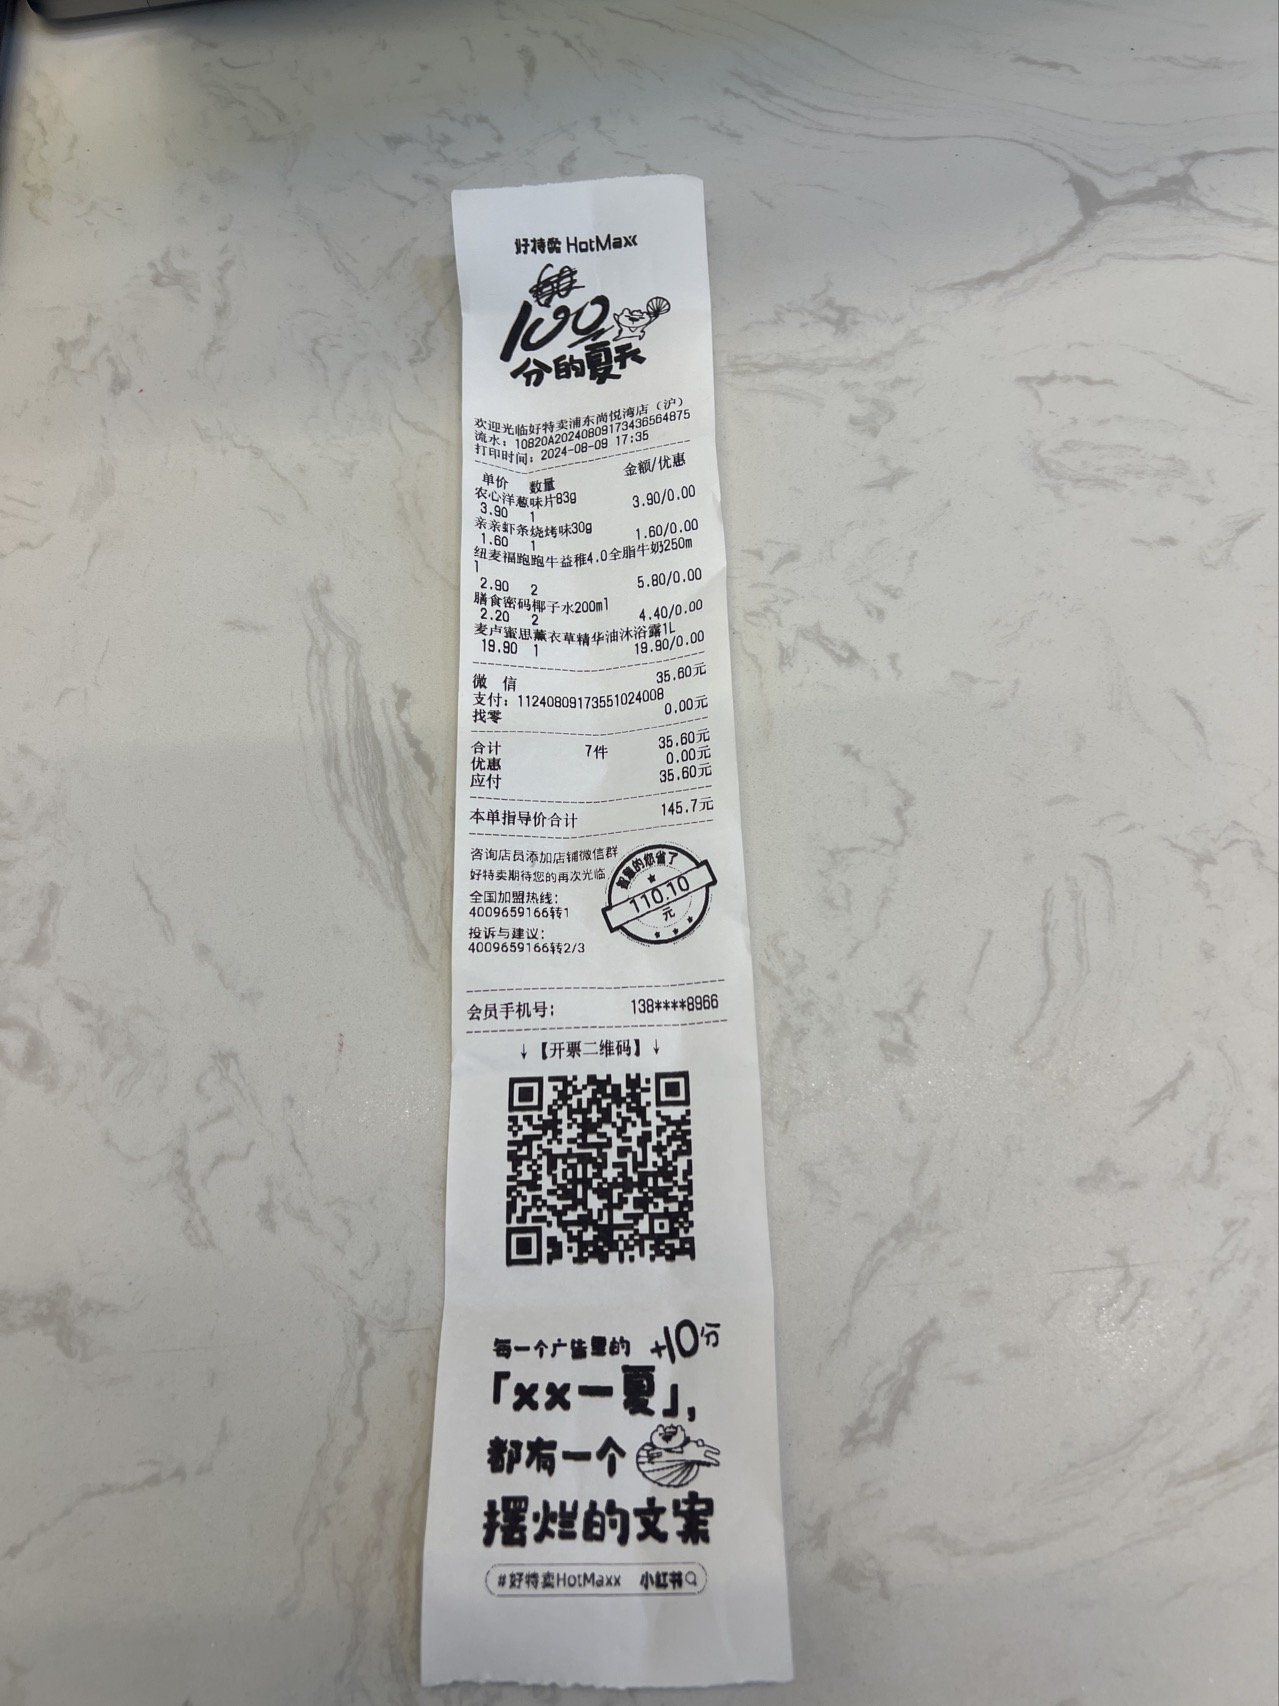 好特卖 HotMaxx
100
分的夏天
欢迎光临好特卖浦东尚悦湾店（沪）
流水：10820A20240809173436564875
打印时间：2024-08-09 17:35
单价 数量 金额/优惠
农心洋葱味片83g
3.90 1 3.90/0.00
亲亲虾条烧烤味30g
1.60 1 1.60/0.00
纽麦福跑跑牛益稚4.0全脂牛奶250m
l
2.90 2 5.80/0.00
膳食密码椰子水200ml
2.20 2 4.40/0.00
麦卢蜜思薰衣草精华油沐浴露1L
19.90 1 19.90/0.00
微 信 35.60元
支付：11240809173551024008
找零 0.00元
合计 7件 35.60元
优惠 0.00元
应付 35.60元
本单指导价合计 145.7元
咨询店员添加店铺微信群
好特卖期待您的再次光临
全国加盟热线：
4009659166转1
投诉与建议：
4009659166转2/3
智慧的您省了
110.10
元
会员手机号： 138****8966
↓【开票二维码】↓
每一个广告里的 +10分
「xx一夏」，
都有一个
摆烂的文案
#好特卖HotMaxx 小红书